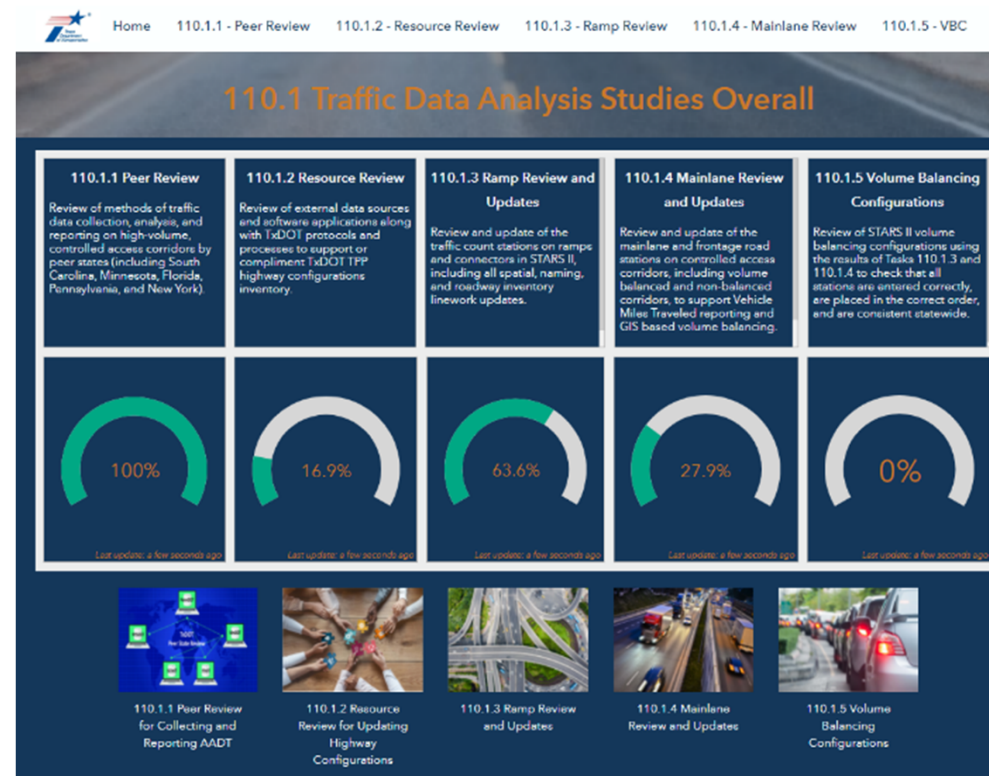 Texas
Department
of Transportation
Home 110.1.1 - Peer Review 110.1.2 - Resource Review 110.1.3 - Ramp Review 110.1.4 - Mainlane Review 110.1.5 - VBC
110.1 Traffic Data Analysis Studies Overall
110.1.1 Peer Review
Review of methods of traffic
data collection, analysis, and
reporting on high-volume,
controlled access corridors by
peer states (including South
Carolina, Minnesota, Florida,
Pennsylvania, and New York).
110.1.2 Resource Review
Review of external data sources
and software applications along
with TxDOT protocols and
processes to support or
compliment TxDOT TPP
highway configurations
inventory.
110.1.3 Ramp Review and
Updates
Review and update of the
traffic count stations on ramps
and connectors in STARS II,
including all spatial, naming,
and roadway inventory
linework updates.
110.1.4 Mainlane Review
and Updates
Review and update of the
mainlane and frontage road
stations on controlled access
corridors, including volume
balanced and non-balanced
corridors, to support Vehicle
Miles Traveled reporting and
GIS based volume balancing.
110.1.5 Volume Balancing
Configurations
Review of STARS II volume
balancing configurations using
the results of Tasks 110.1.3 and
110.1.4 to check that all
stations are entered correctly,
are placed in the correct order,
and are consistent statewide.
100%
Last update: a few seconds ago
16.9%
Last update: a few seconds ago
63.6%
Last update: a few seconds ago
27.9%
Last update: a few seconds ago
0%
Last update: a few seconds ago
TxDOT
Peer State Review
110.1.1 Peer Review
for Collecting and
Reporting AADT
110.1.2 Resource
Review for Updating
Highway
Configurations
110.1.3 Ramp Review
and Updates
110.1.4 Mainlane
Review and Updates
110.1.5 Volume
Balancing
Configurations